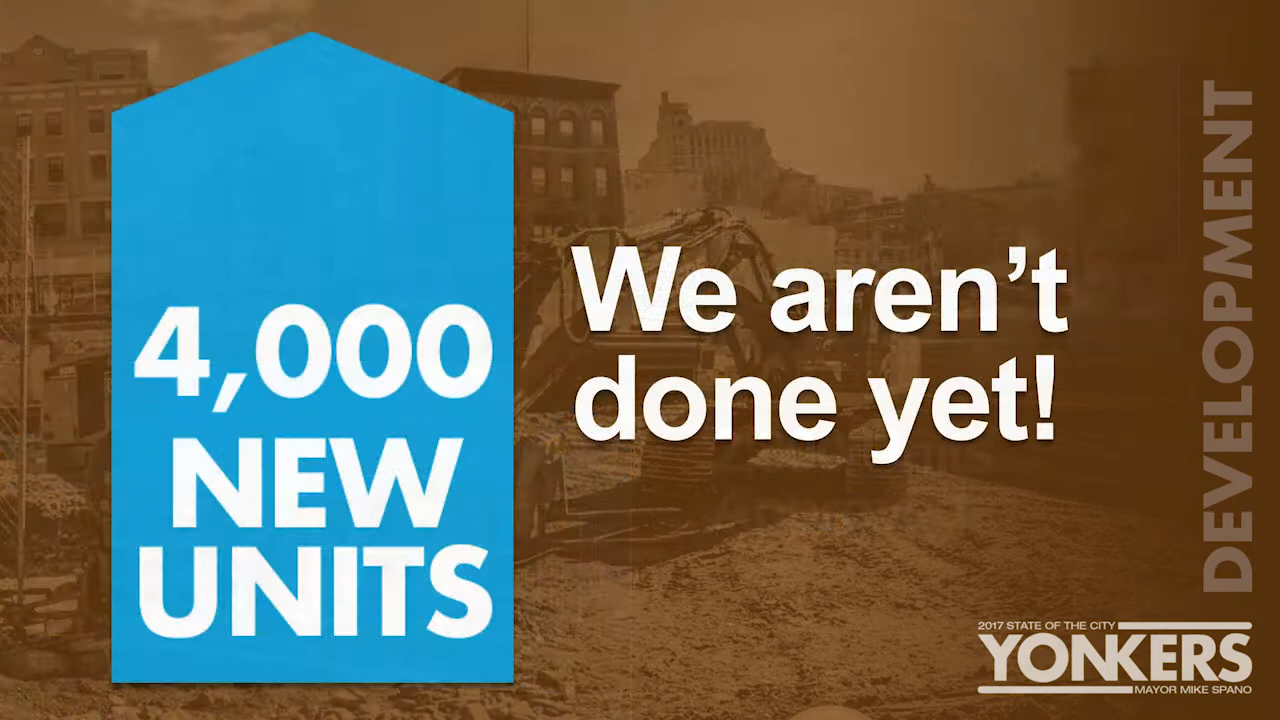 4,000
NEW
UNITS
We aren’t
done yet!
DEVELOPMENT
2017 STATE OF THE CITY
YONKERS
MAYOR MIKE SPANO